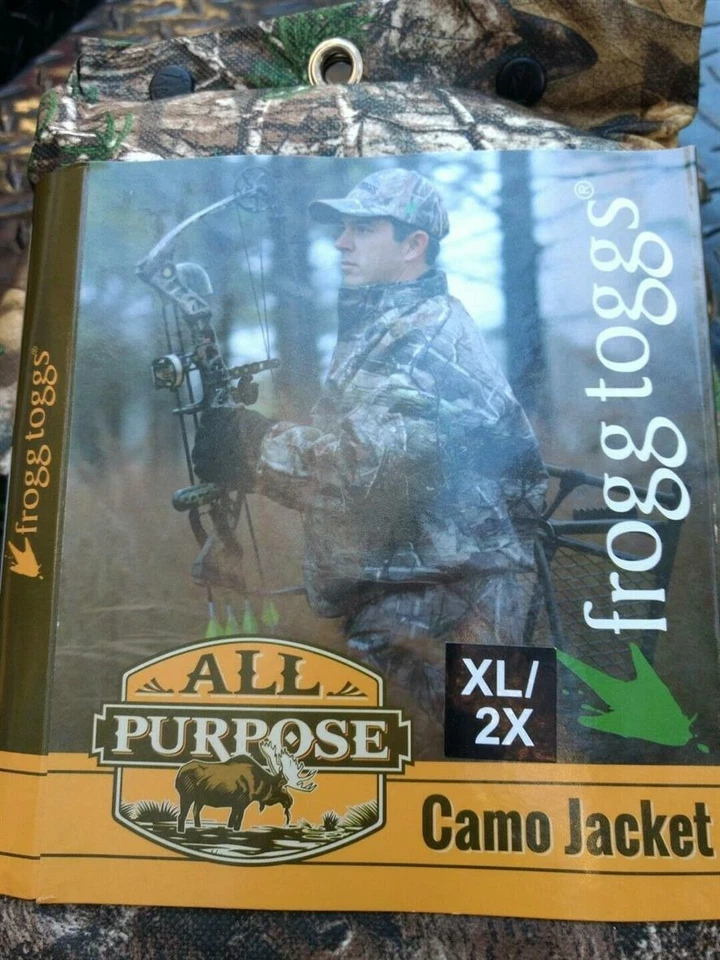 frogg toggs®
frogg toggs®
ALL
PURPOSE
XL/
2X
Camo Jacket